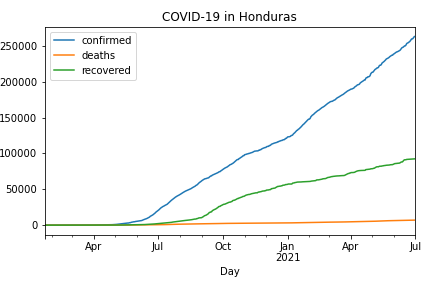 COVID-19 in Honduras
confirmed
deaths
recovered
250000
200000
150000
100000
50000
0
Apr Jul Oct Jan Apr Jul
2021
Day